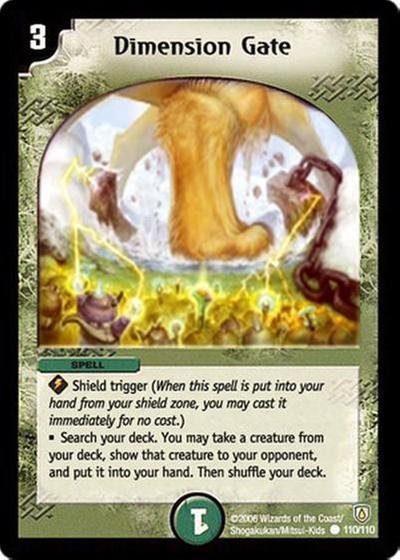 3
Dimension Gate
SPELL
Shield trigger (When this spell is put into your
hand from your shield zone, you may cast it
immediately for no cost.)
▪ Search your deck. You may take a creature from
your deck, show that creature to your opponent,
and put it into your hand. Then shuffle your deck.
1
©2006 Wizards of the Coast/
Shogakukan/Mitsui-Kids ● 110/110